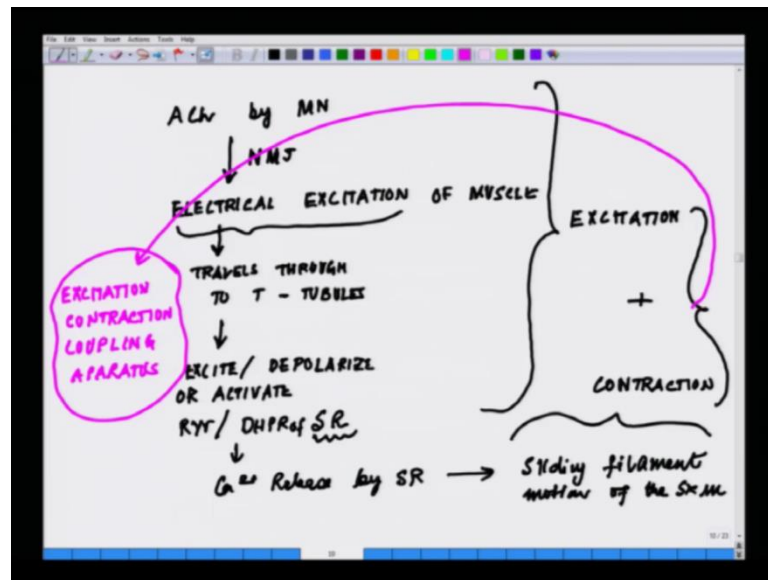 File Edit View Insert Actions Tools Help
ACh by MN
NMJ
ELECTRICAL EXCITATION OF MUSCLE
TRAVELS THROUGH
TO T-TUBULES
EXCITE/ DEPOLARIZE
OR ACTIVATE
RYr/ DHPR of SR
Ca²⁺ Release by SR
EXCITATION
+
CONTRACTION
Sliding filament
motion of the
EXCITATION
CONTRACTION
COUPLING
APARATUS
10/23
10